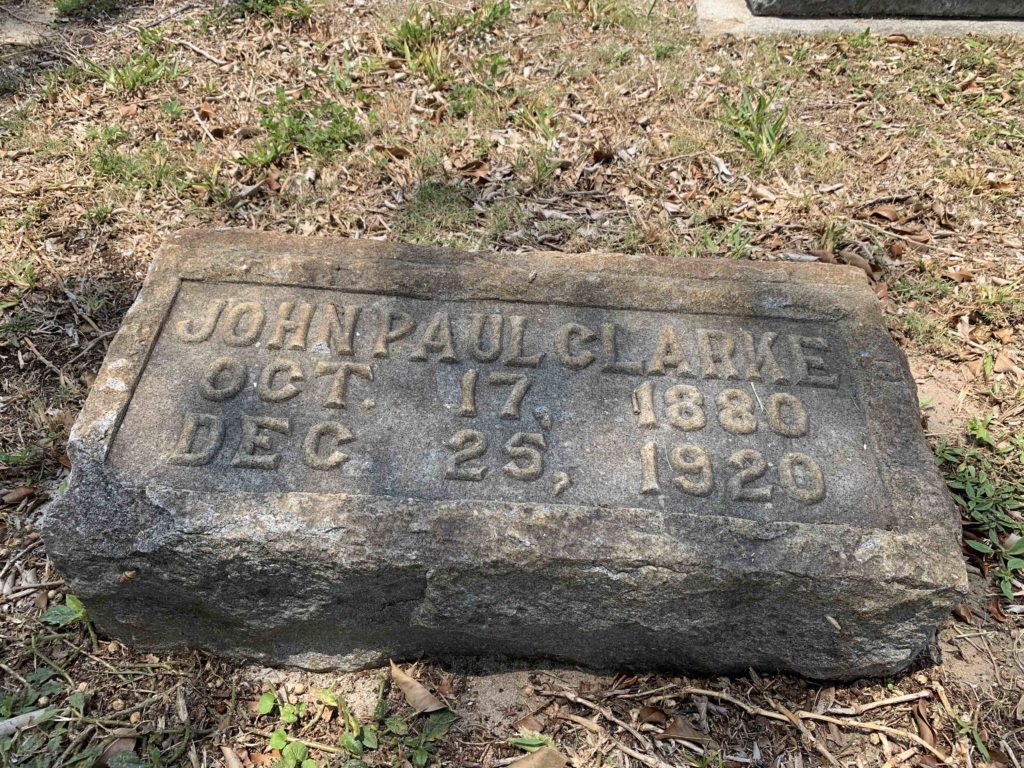 JOHN PAUL CLARKE
OCT. 17, 1880
DEC 25, 1920